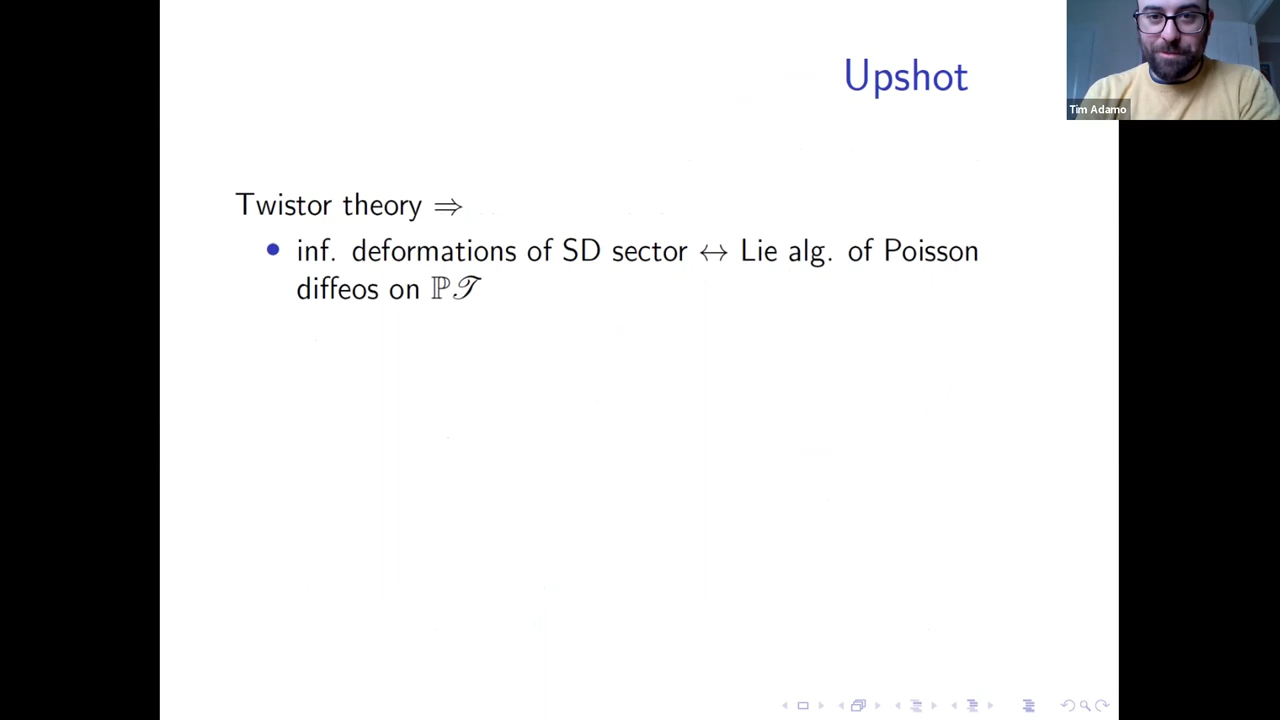 Upshot
Tim Adamo
Twistor theory ⇒
• inf. deformations of SD sector ↔ Lie alg. of Poisson
diffeos on ℙ𝒯